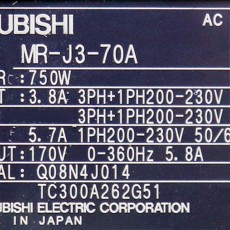 UBISHI AC
MR-J3-70A
R: 750W
T : 3.8A 3PH+1PH200-230V
3PH+1PH200-230V
: 5.7A 1PH200-230V 50/6
UT: 170V 0-360Hz 5.8A
AL: Q08N4J014
TC300A262G51
UBISHI ELECTRIC CORPORATION
IN JAPAN